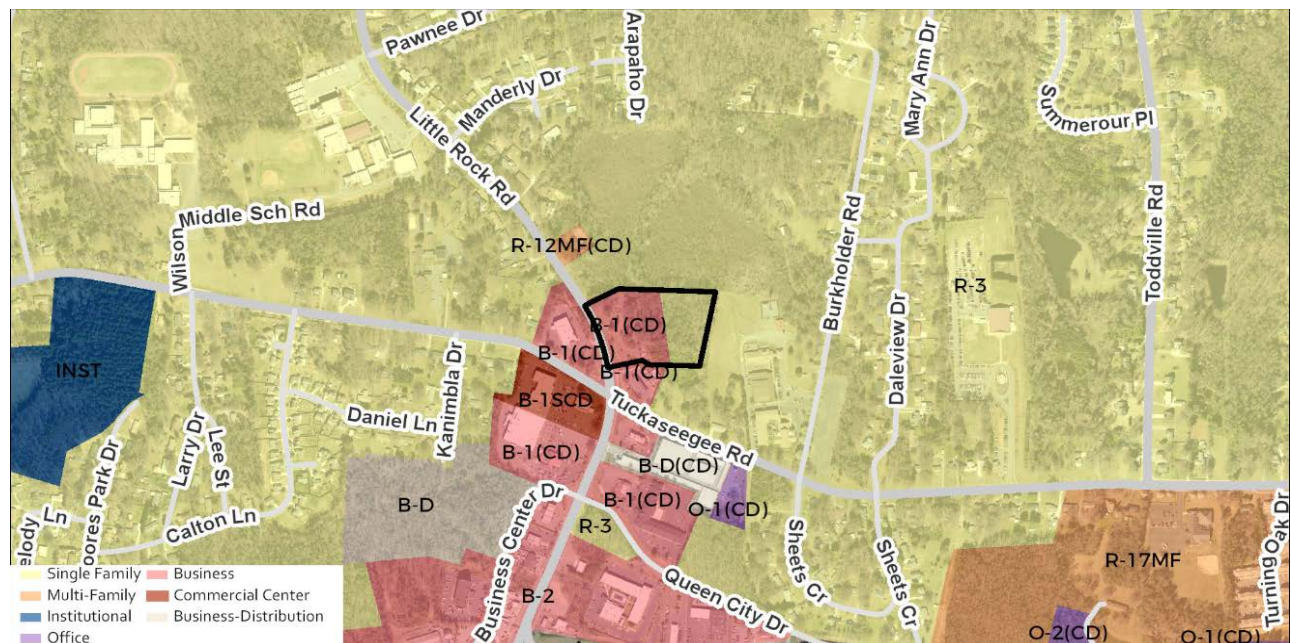 Pawnee Dr
Arapaho Dr
Manderly Dr
Mary Ann Dr
Summerour Pl
Little Rock Rd
Wilson
Middle Sch Rd
Burkholder Rd
Toddville Rd
R-12MF(CD)
Daleview Dr
R-3
B-1(CD)
B-1(CD)
B-1(CD)
INST
Kanimbla Dr
B-1SCD
Tuckaseegee Rd
Larry Dr
Lee St
Daniel Ln
B-1(CD)
B-D(CD)
oores Park Dr
B-D
Business Center Dr
B-1(CD)
O-1(CD)
elody Ln
Calton Ln
R-3
Sheets Cr
Sheets Cr
R-17MF
Turning Oak Dr
Queen City Dr
B-2
O-2(CD)
O-1(CD)
Single Family
Business
Multi-Family
Commercial Center
Institutional
Business-Distribution
Office